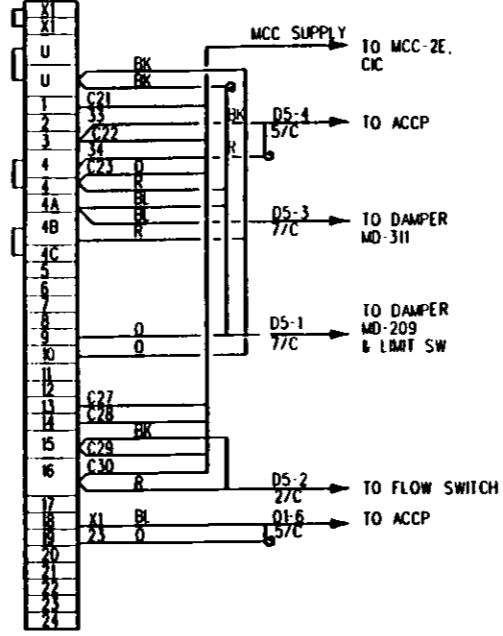 X1
X1
U
U
1
2
3
4
4
4A
4B
4C
5
6
7
8
9
10
11
12
13
14
15
16
17
18
19
20
21
22
23
24
BK
BK
C21
33
C22
34
C23 O
R
BL
BL
R
O
O
C27
C28
BK
C29
C30
R
X1 BL
23 O
BK
R
MCC SUPPLY
TO MCC-2E,
CIC
D5-4
5/C
TO ACCP
D5-3
7/C
TO DAMPER
MD-311
D5-1
7/C
TO DAMPER
MD-209
& LIMIT SW
D5-2
2/C
TO FLOW SWITCH
D1-6
5/C
TO ACCP